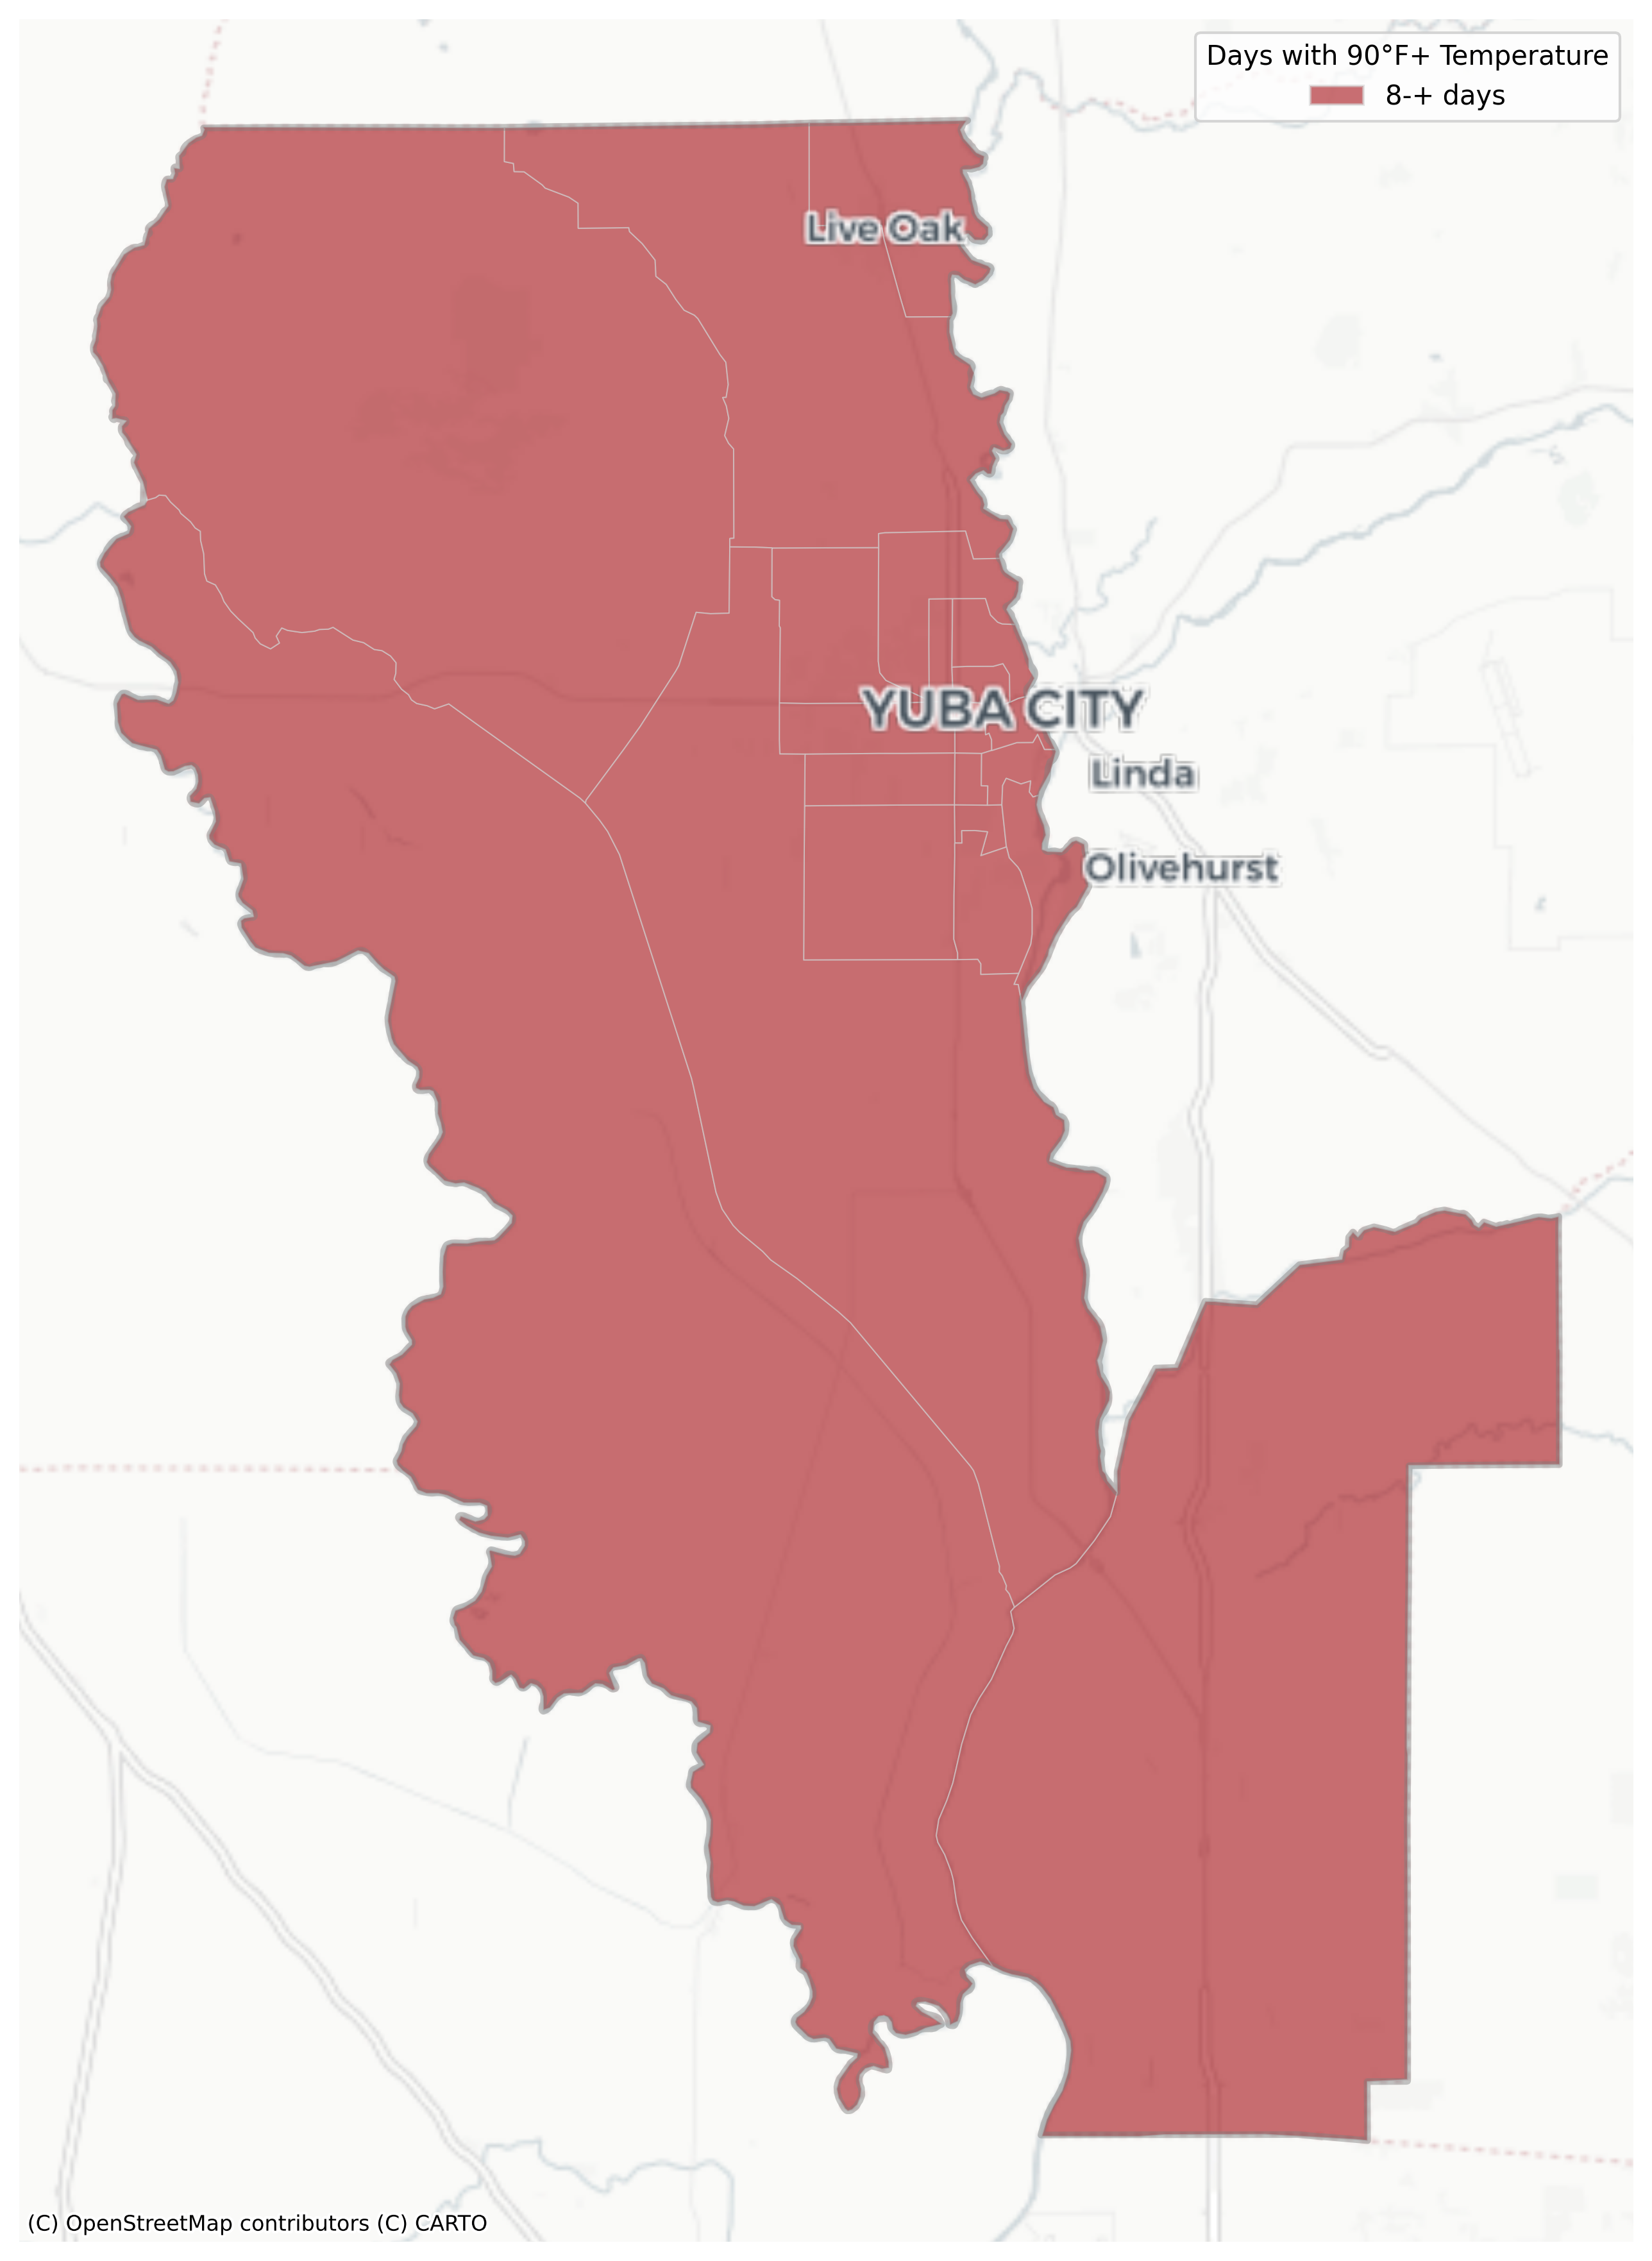 Days with 90°F+ Temperature
8-+ days
Live Oak
YUBA CITY
Linda
Olivehurst
(C) OpenStreetMap contributors (C) CARTO